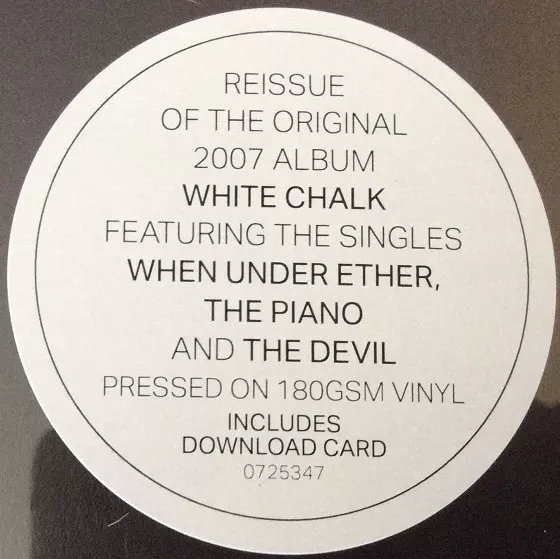 REISSUE
OF THE ORIGINAL
2007 ALBUM
WHITE CHALK
FEATURING THE SINGLES
WHEN UNDER ETHER,
THE PIANO
AND THE DEVIL
PRESSED ON 180GSM VINYL
INCLUDES
DOWNLOAD CARD
0725347